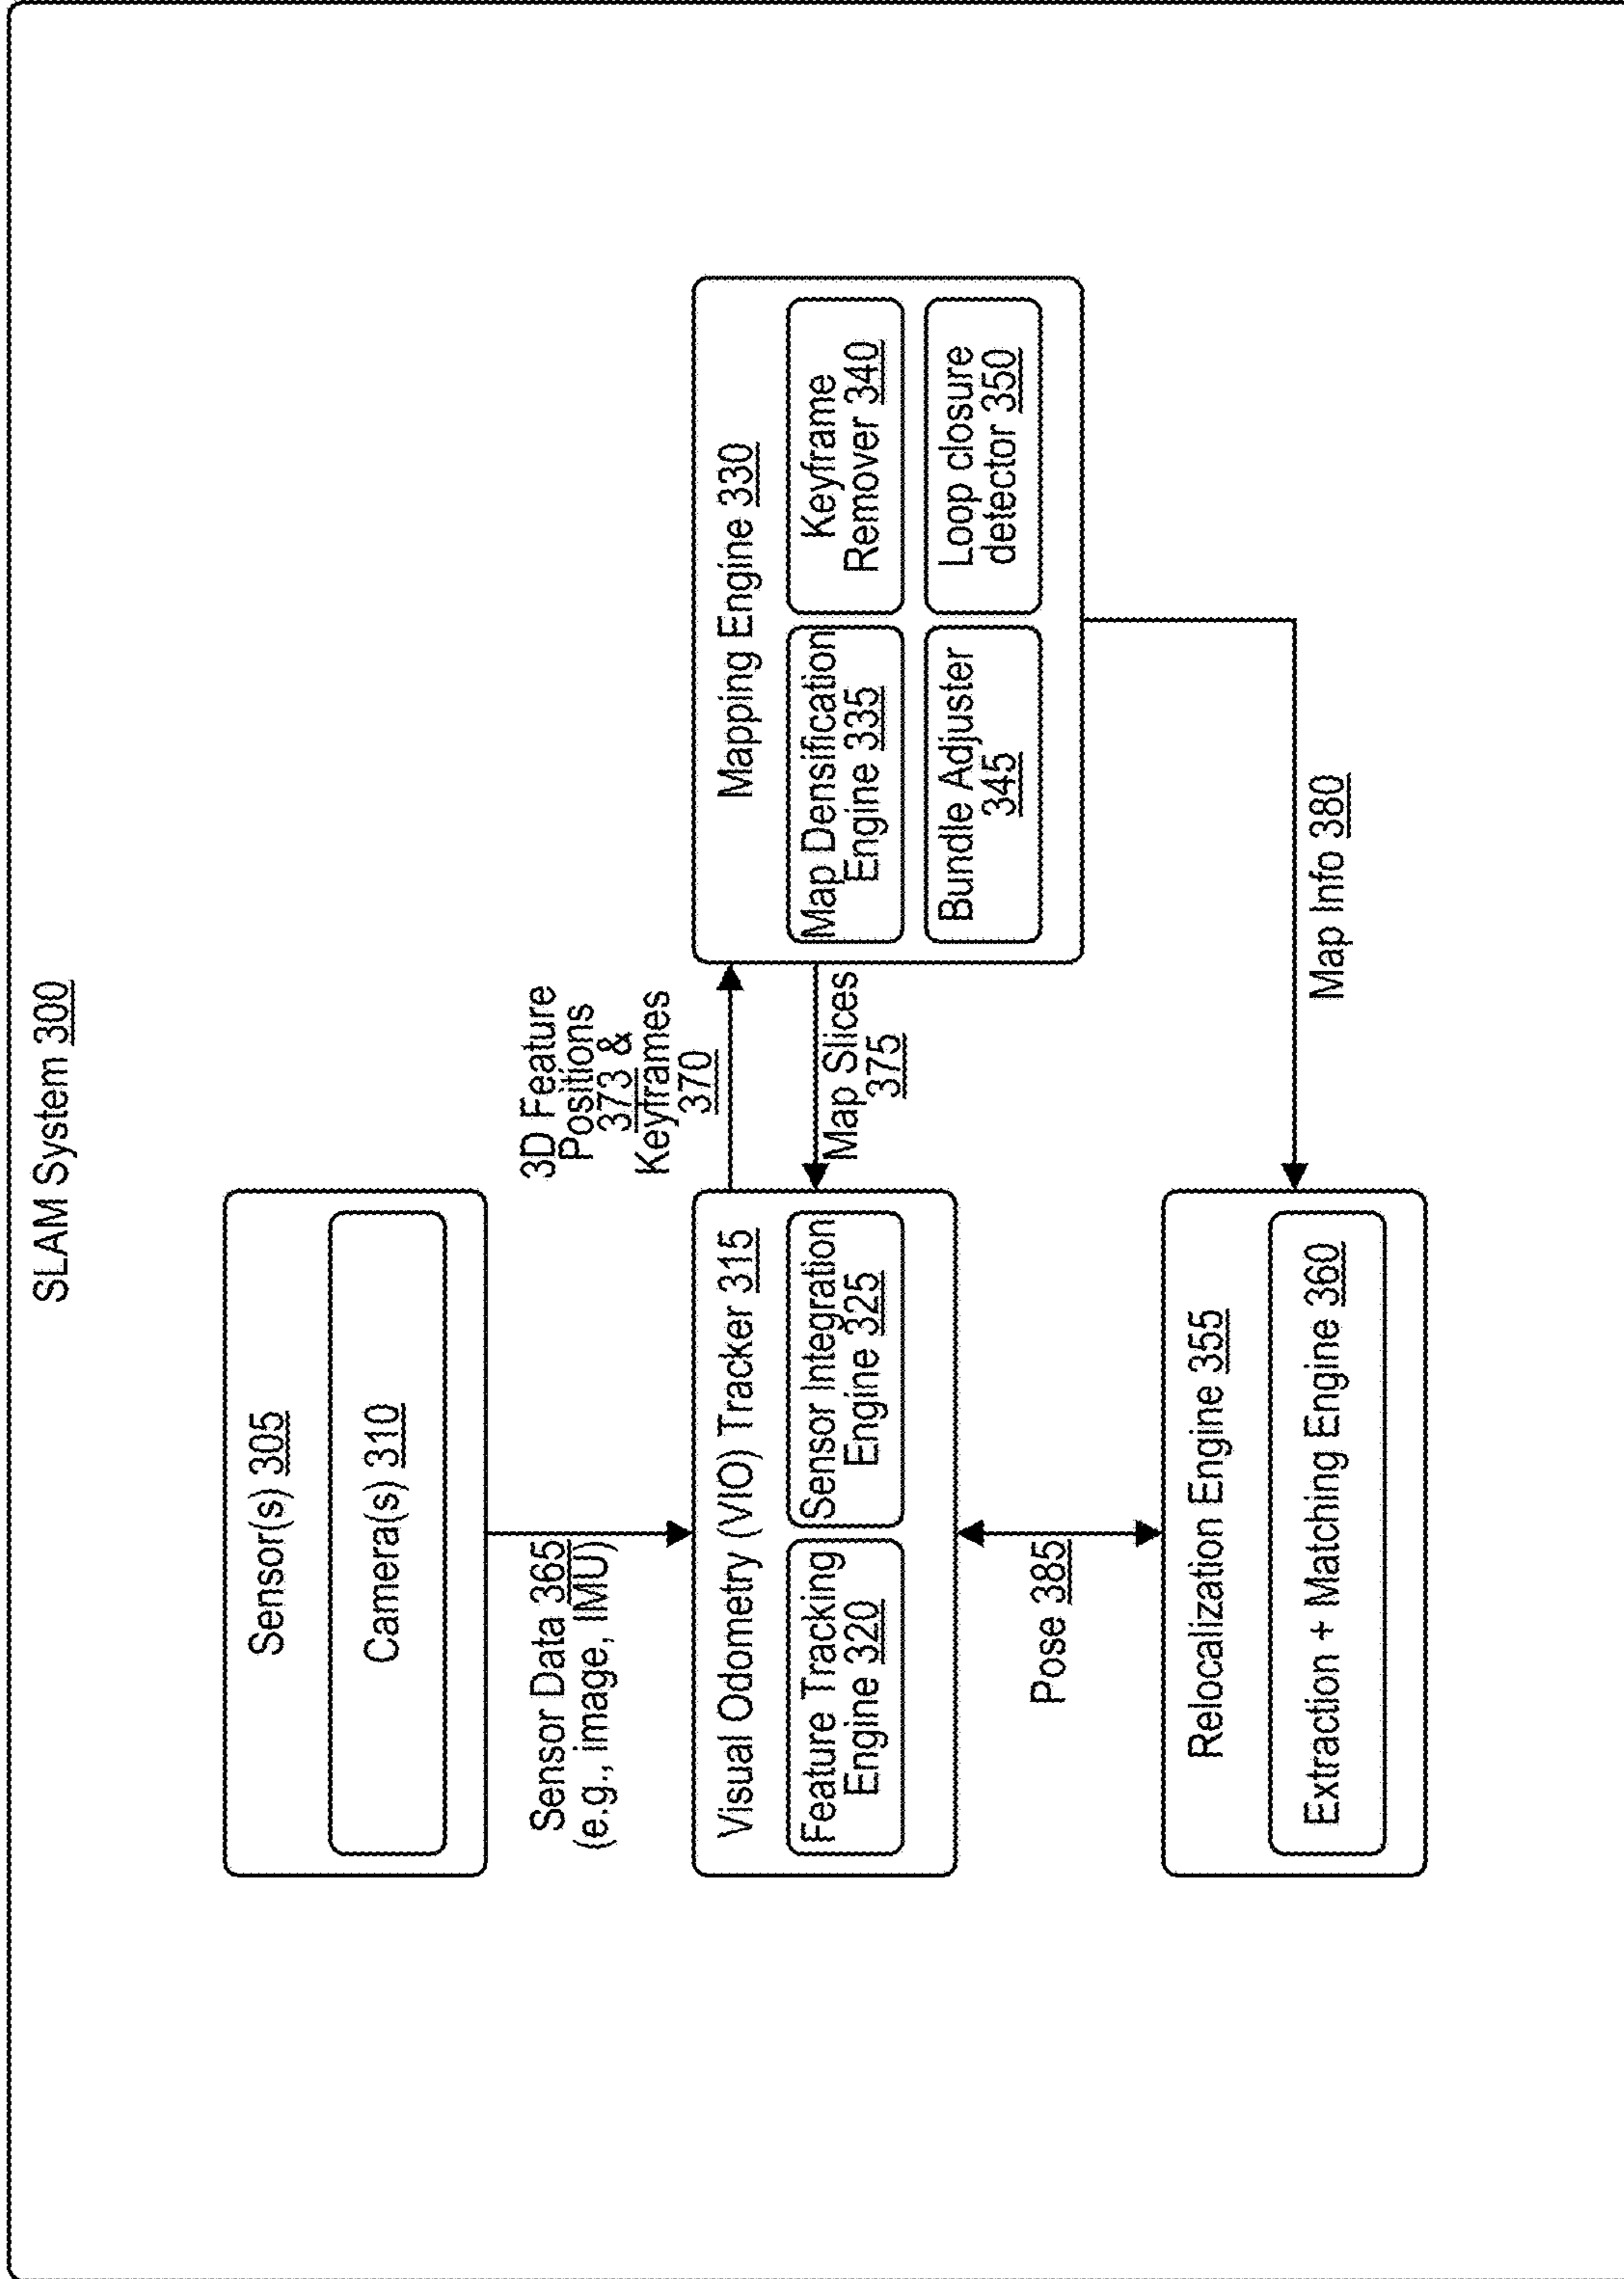 SLAM System 300
Sensor(s) 305
Camera(s) 310
Sensor Data 365
(e.g., image, IMU)
Visual Odometry (VIO) Tracker 315
Feature Tracking
Engine 320
Sensor Integration
Engine 325
3D Feature
Positions
373 &
Keyframes
370
Map Slices
375
Mapping Engine 330
Map Densification
Engine 335
Keyframe
Remover 340
Bundle Adjuster
345
Loop closure
detector 350
Pose 385
Map Info 380
Relocalization Engine 355
Extraction + Matching Engine 360